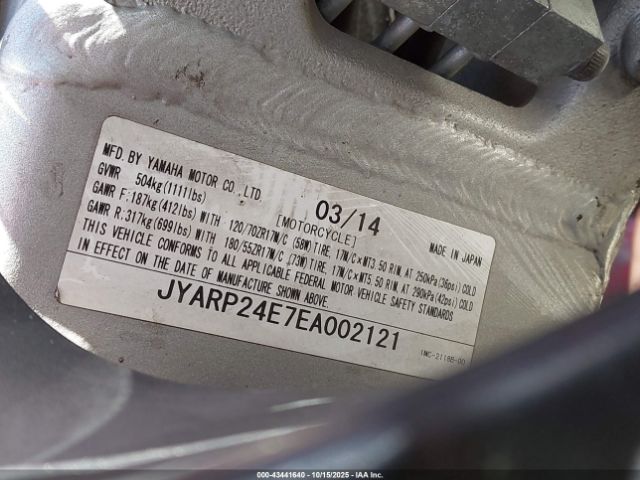 MFD. BY YAMAHA MOTOR CO., LTD.
03/14
MADE IN JAPAN
GVWR 504kg(1111lbs)
[MOTORCYCLE]
GAWR F:187kg(412lbs) WITH 120/70ZR17M/C (58W) TIRE, 17M/C×MT3.50 RIM, AT 250kPa(36psi) COLD
GAWR R:317kg(699lbs) WITH 180/55ZR17M/C (73W) TIRE, 17M/C×MT5.50 RIM, AT 290kPa(42psi) COLD
THIS VEHICLE CONFORMS TO ALL APPLICABLE FEDERAL MOTOR VEHICLE SAFETY STANDARDS
IN EFFECT ON THE DATE OF MANUFACTURE SHOWN ABOVE.
JYARP24E7EA002121
1MC-2118B-00
000-43441640 - 10/15/2025 - IAA Inc.